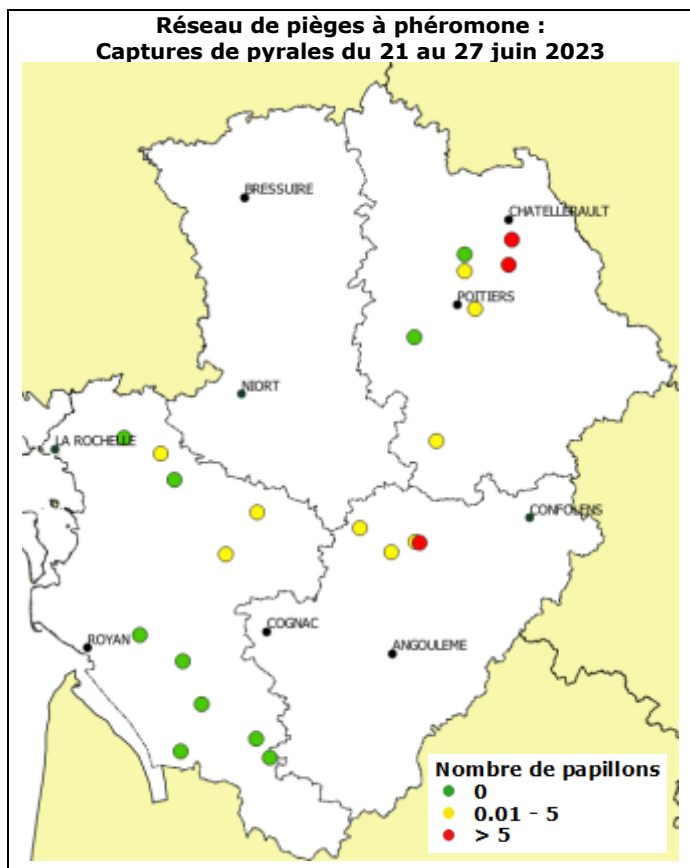 Réseau de pièges à phéromone :
Captures de pyrales du 21 au 27 juin 2023
BRESSUIRE
CHATELLERAULT
POITIERS
NIORT
LA ROCHELLE
CONFOLENS
COGNAC
ROYAN
ANGOULEME
Nombre de papillons
0
0.01 - 5
> 5